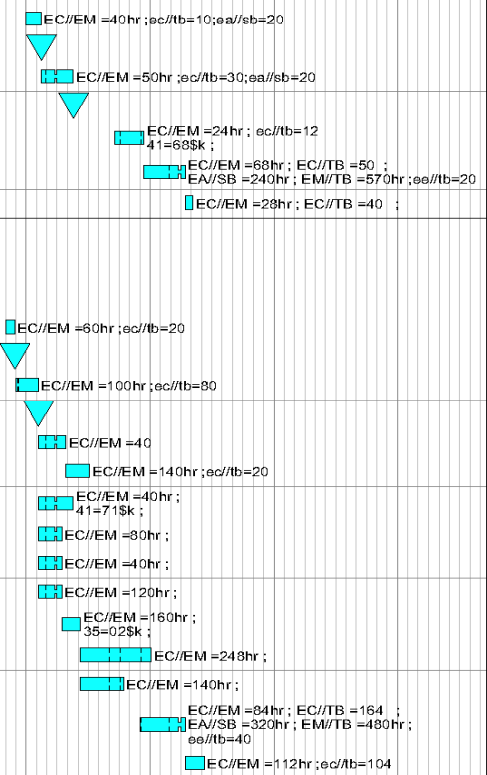 EC//EM =40hr ;ec//tb=10;ea//sb=20
EC//EM =50hr ;ec//tb=30;ea//sb=20
EC//EM =24hr ; ec//tb=12
41=68$k ;
EC//EM =68hr ; EC//TB =50 ;
EA//SB =240hr ; EM//TB =570hr ;ee//tb=20
EC//EM =28hr ; EC//TB =40 ;
EC//EM =60hr ;ec//tb=20
EC//EM =100hr ;ec//tb=80
EC//EM =40
EC//EM =140hr ;ec//tb=20
EC//EM =40hr ;
41=71$k ;
EC//EM =80hr ;
EC//EM =40hr ;
EC//EM =120hr ;
EC//EM =160hr ;
35=02$k ;
EC//EM =248hr ;
EC//EM =140hr ;
EC//EM =84hr ; EC//TB =164 ;
EA//SB =320hr ; EM//TB =480hr ;
ee//tb=40
EC//EM =112hr ;ec//tb=104